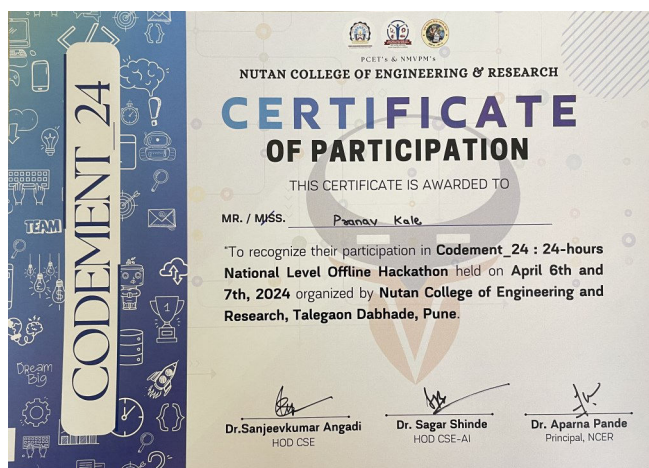 PCET's & NMVPM's
NUTAN COLLEGE OF ENGINEERING & RESEARCH
CERTIFICATE
OF PARTICIPATION
THIS CERTIFICATE IS AWARDED TO
MR. / MISS. Pranav Kale
"To recognize their participation in Codement_24 : 24-hours
National Level Offline Hackathon held on April 6th and
7th, 2024 organized by Nutan College of Engineering and
Research, Talegaon Dabhade, Pune.
Dr.Sanjeevkumar Angadi
HOD CSE
Dr. Sagar Shinde
HOD CSE-AI
Dr. Aparna Pande
Principal, NCER
CODEMENT_24
TEAM
Dream
Big
1